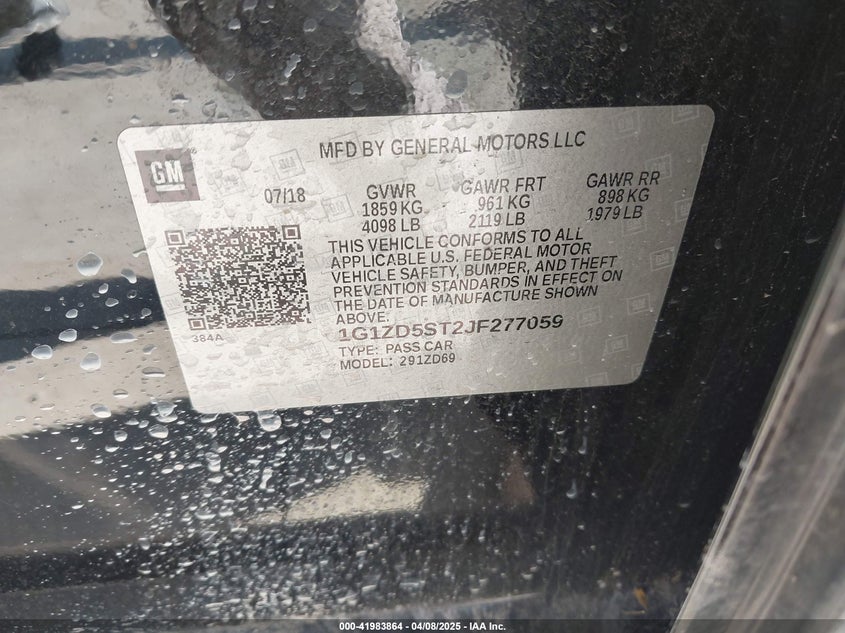 GM
MFD BY GENERAL MOTORS LLC
07/18
GVWR
1859 KG
4098 LB
GAWR FRT
961 KG
2119 LB
GAWR RR
898 KG
1979 LB
THIS VEHICLE CONFORMS TO ALL
APPLICABLE U.S. FEDERAL MOTOR
VEHICLE SAFETY, BUMPER, AND THEFT
PREVENTION STANDARDS IN EFFECT ON
THE DATE OF MANUFACTURE SHOWN
ABOVE.
384A
1G1ZD5ST2JF277059
TYPE: PASS CAR
MODEL: 291ZD69
000-41983864 - 04/08/2025 - IAA Inc.